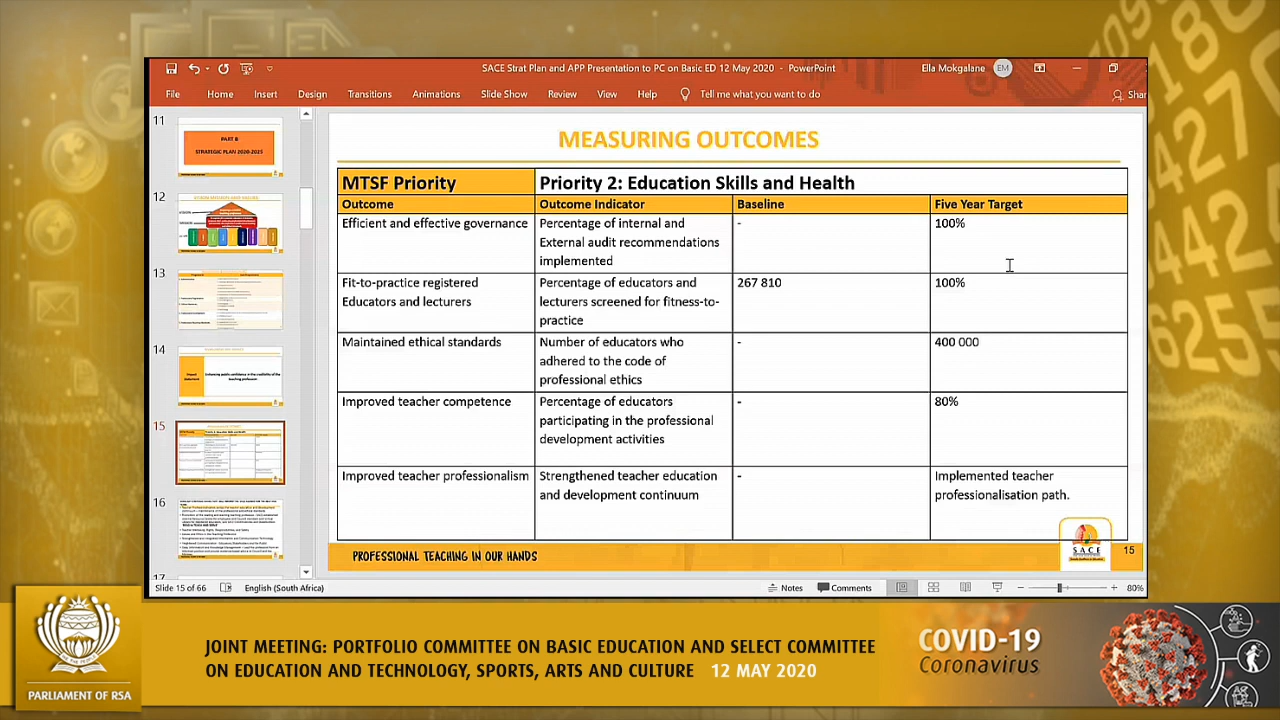 SACE Strat Plan and APP Presentation to PC on Basic ED 12 May 2020 - PowerPoint
Ella Mokgalane
EM
File
Home
Insert
Design
Transitions
Animations
Slide Show
Review
View
Help
Tell me what you want to do
Shar
11
PART B
STRATEGIC PLAN 2020-2025
12
13
14
15
16
17
MEASURING OUTCOMES
MTSF Priority
Priority 2: Education Skills and Health
Outcome
Outcome Indicator
Baseline
Five Year Target
Efficient and effective governance
Percentage of internal and
External audit recommendations
implemented
-
100%
Fit-to-practice registered
Educators and lecturers
Percentage of educators and
lecturers screened for fitness-to-
practice
267 810
100%
Maintained ethical standards
Number of educators who
adhered to the code of
professional ethics
-
400 000
Improved teacher competence
Percentage of educators
participating in the professional
development activities
-
80%
Improved teacher professionalism
Strengthened teacher education
and development continuum
-
Implemented teacher
professionalisation path.
PROFESSIONAL TEACHING IN OUR HANDS
SACE
15
Slide 15 of 66
English (South Africa)
Notes
Comments
80%
PARLIAMENT OF RSA
JOINT MEETING: PORTFOLIO COMMITTEE ON BASIC EDUCATION AND SELECT COMMITTEE
ON EDUCATION AND TECHNOLOGY, SPORTS, ARTS AND CULTURE 12 MAY 2020
COVID-19
Coronavirus